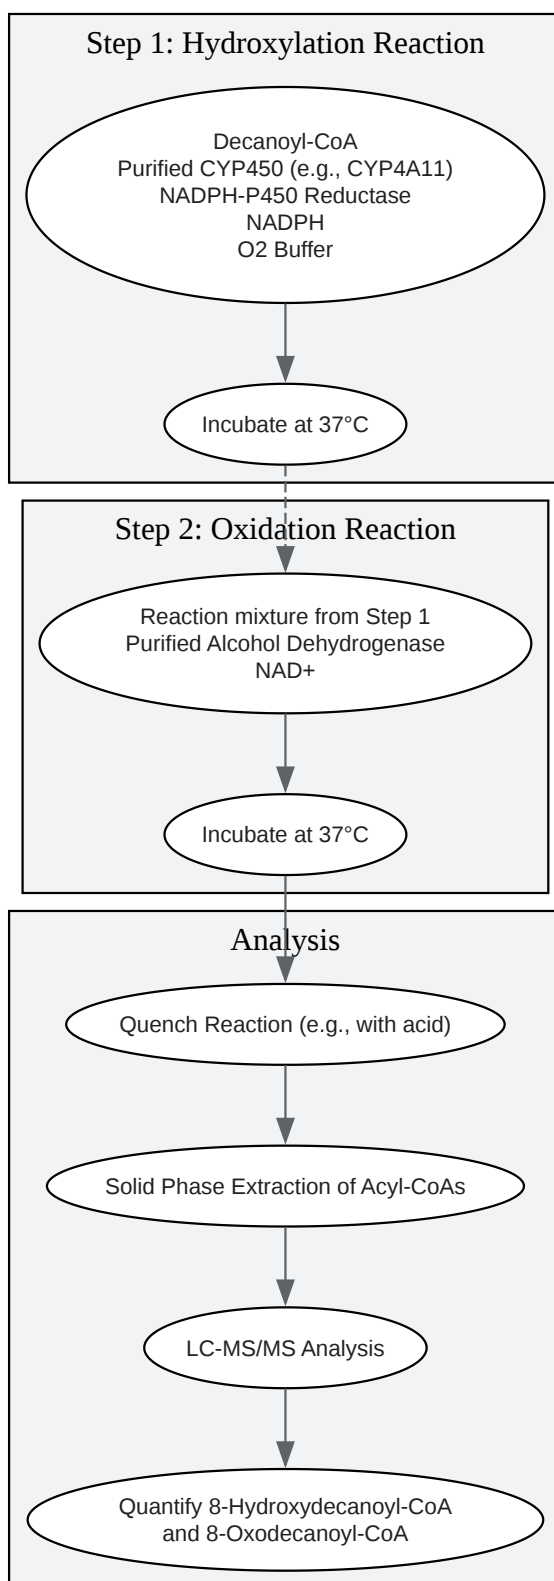 Step 1: Hydroxylation Reaction
Decanoyl-CoA
Purified CYP450 (e.g., CYP4A11)
NADPH-P450 Reductase
NADPH
O2 Buffer
Incubate at 37°C
Step 2: Oxidation Reaction
Reaction mixture from Step 1
Purified Alcohol Dehydrogenase
NAD+
Incubate at 37°C
Analysis
Quench Reaction (e.g., with acid)
Solid Phase Extraction of Acyl-CoAs
LC-MS/MS Analysis
Quantify 8-Hydroxydecanoyl-CoA
and 8-Oxodecanoyl-CoA